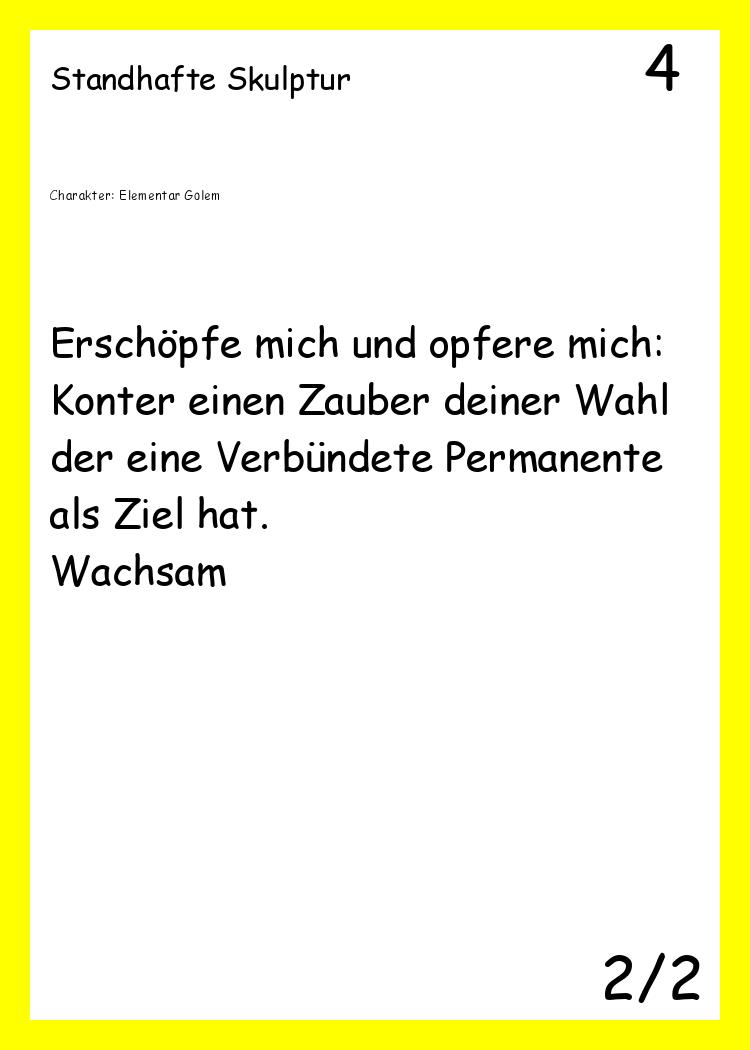 Standhafte Skulptur
4
Charakter: Elementar Golem
Erschöpfe mich und opfere mich:
Konter einen Zauber deiner Wahl
der eine Verbündete Permanente
als Ziel hat.
Wachsam
2/2